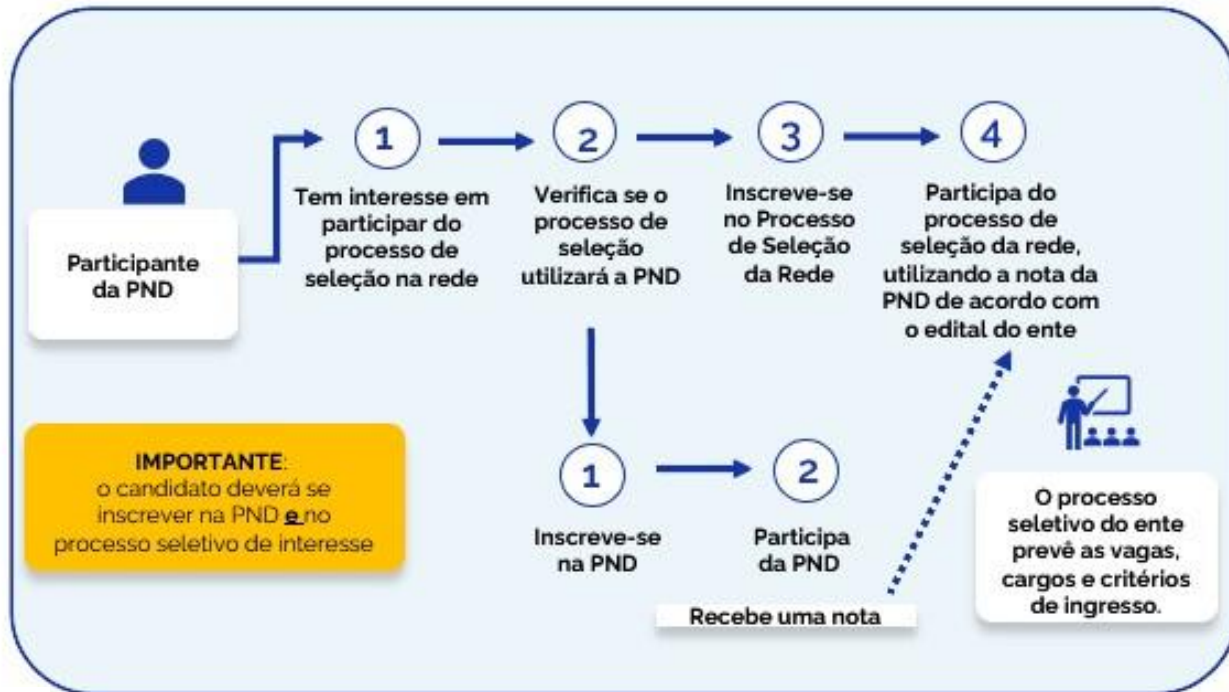 Participante
da PND
1
Tem interesse em
participar do
processo de
seleção na rede
2
Verifica se o
processo de
seleção
utilizará a PND
3
Inscreve-se
no Processo
de Seleção
da Rede
4
Participa do
processo de
seleção da rede,
utilizando a nota da
PND de acordo com
o edital do ente
IMPORTANTE:
o candidato deverá se
inscrever na PND e no
processo seletivo de interesse
1
Inscreve-se
na PND
2
Participa
da PND
Recebe uma nota
O processo
seletivo do ente
prevê as vagas,
cargos e critérios
de ingresso.